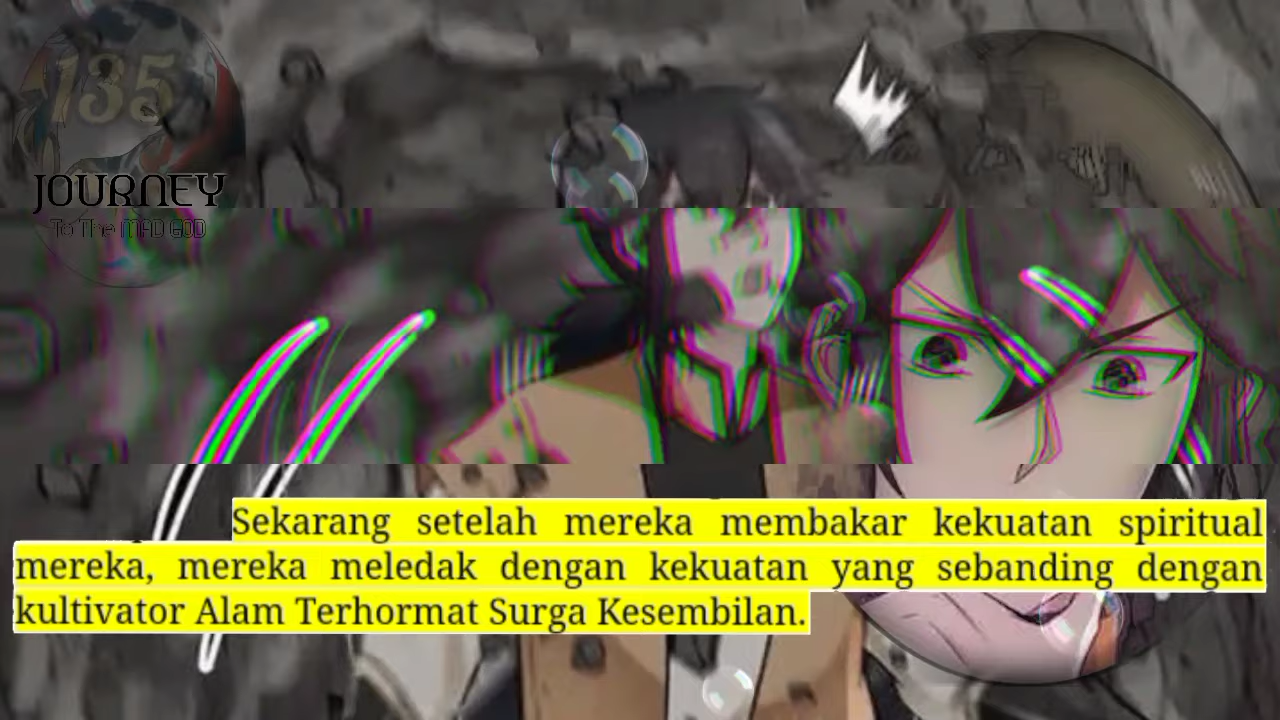 135
JOURNEY
To The MAD GOD
Sekarang setelah mereka membakar kekuatan spiritual
mereka, mereka meledak dengan kekuatan yang sebanding dengan
kultivator Alam Terhormat Surga Kesembilan.